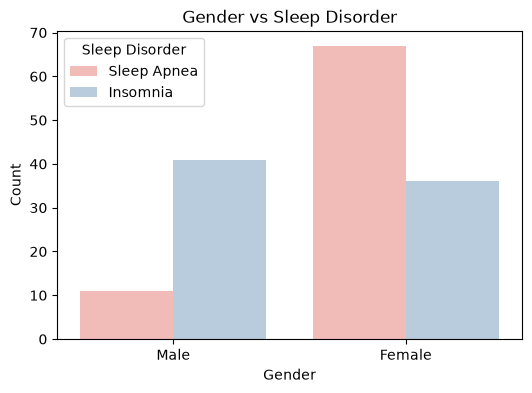 Gender vs Sleep Disorder
Sleep Disorder
Sleep Apnea
Insomnia
Count
70
60
50
40
30
20
10
0
Male Female
Gender